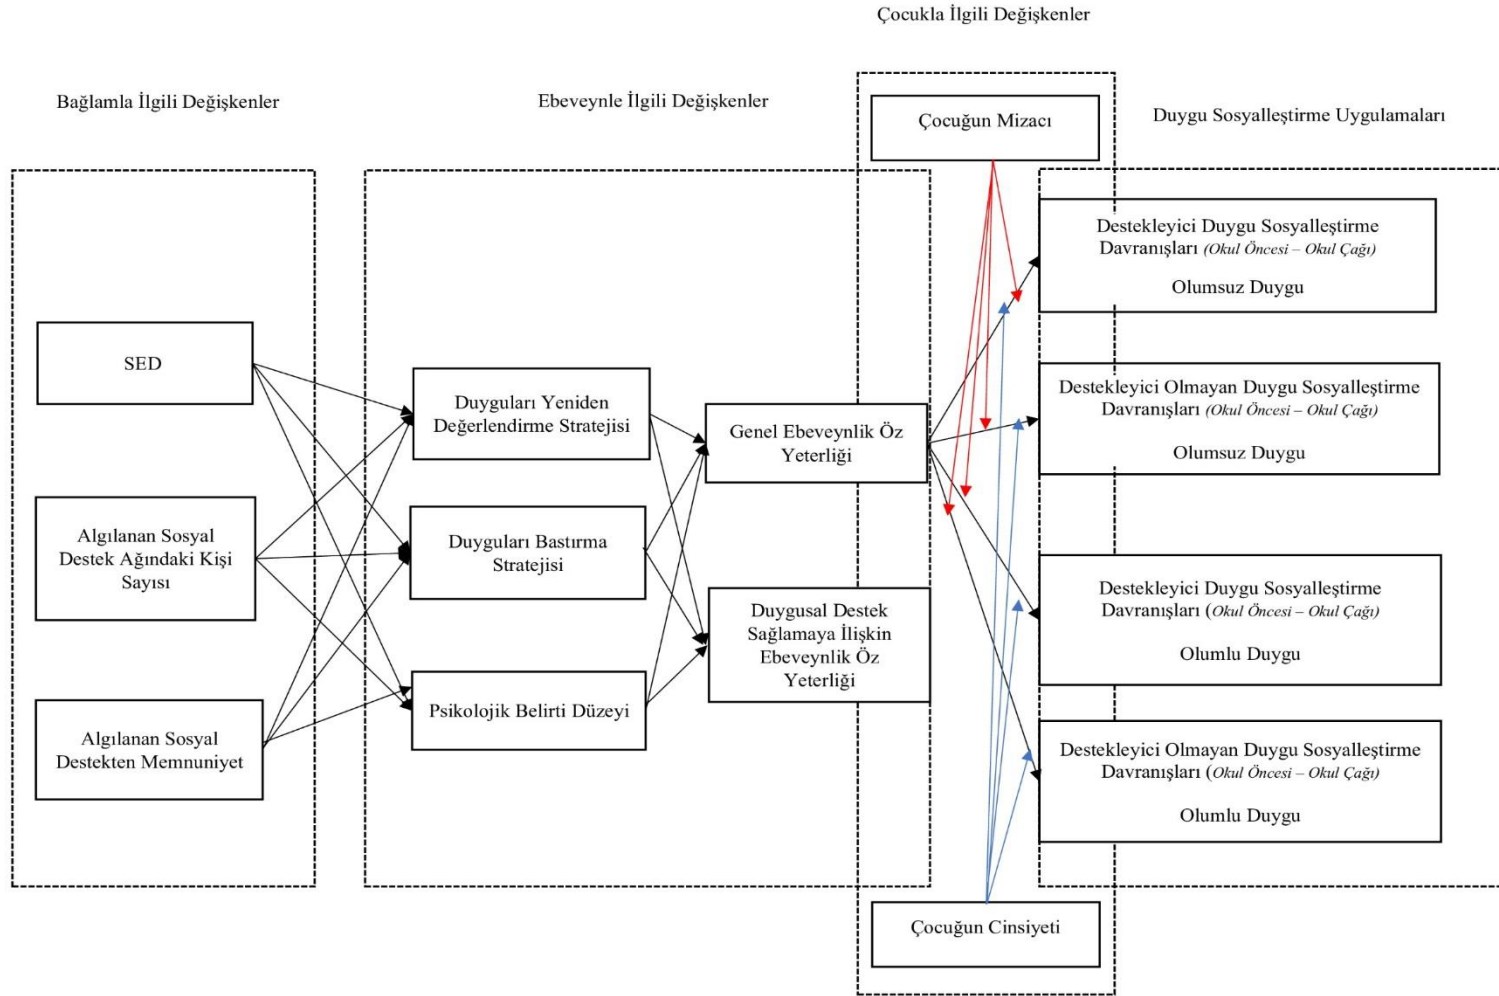 Çocukla İlgili Değişkenler
Bağlamla İlgili Değişkenler
Ebeveynle İlgili Değişkenler
Duygu Sosyalleştirme Uygulamaları
SED
Algılanan Sosyal
Destek Ağındaki Kişi
Sayısı
Algılanan Sosyal
Destekten Memnuniyet
Duyguları Yeniden
Değerlendirme Stratejisi
Duyguları Bastırma
Stratejisi
Psikolojik Belirti Düzeyi
Genel Ebeveynlik Öz
Yeterliği
Duygusal Destek
Sağlamaya İlişkin
Ebeveynlik Öz
Yeterliği
Çocuğun Mizacı
Çocuğun Cinsiyeti
Destekleyici Duygu Sosyalleştirme
Davranışları (Okul Öncesi – Okul Çağı)
Olumsuz Duygu
Destekleyici Olmayan Duygu Sosyalleştirme
Davranışları (Okul Öncesi – Okul Çağı)
Olumsuz Duygu
Destekleyici Duygu Sosyalleştirme
Davranışları (Okul Öncesi – Okul Çağı)
Olumlu Duygu
Destekleyici Olmayan Duygu Sosyalleştirme
Davranışları (Okul Öncesi – Okul Çağı)
Olumlu Duygu